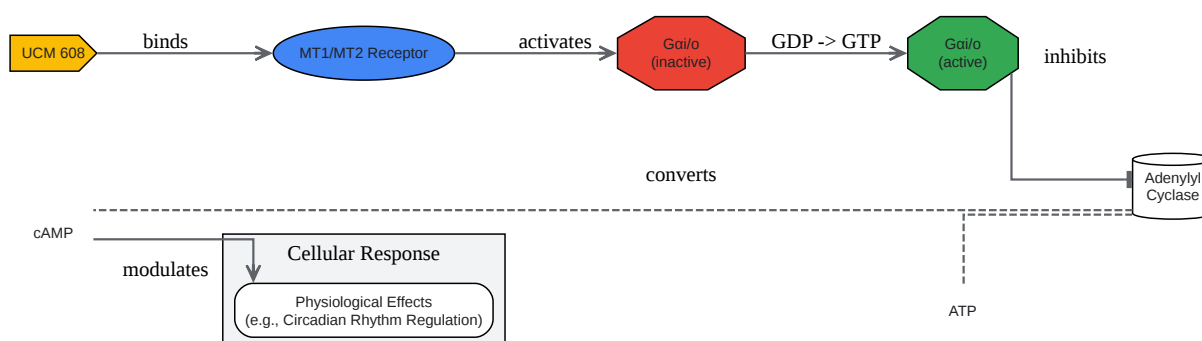 UCM 608
binds
MT1/MT2 Receptor
activates
Gαi/o
(inactive)
GDP -> GTP
Gαi/o
(active)
inhibits
converts
Adenylyl
Cyclase
cAMP
modulates
Cellular Response
Physiological Effects
(e.g., Circadian Rhythm Regulation)
ATP